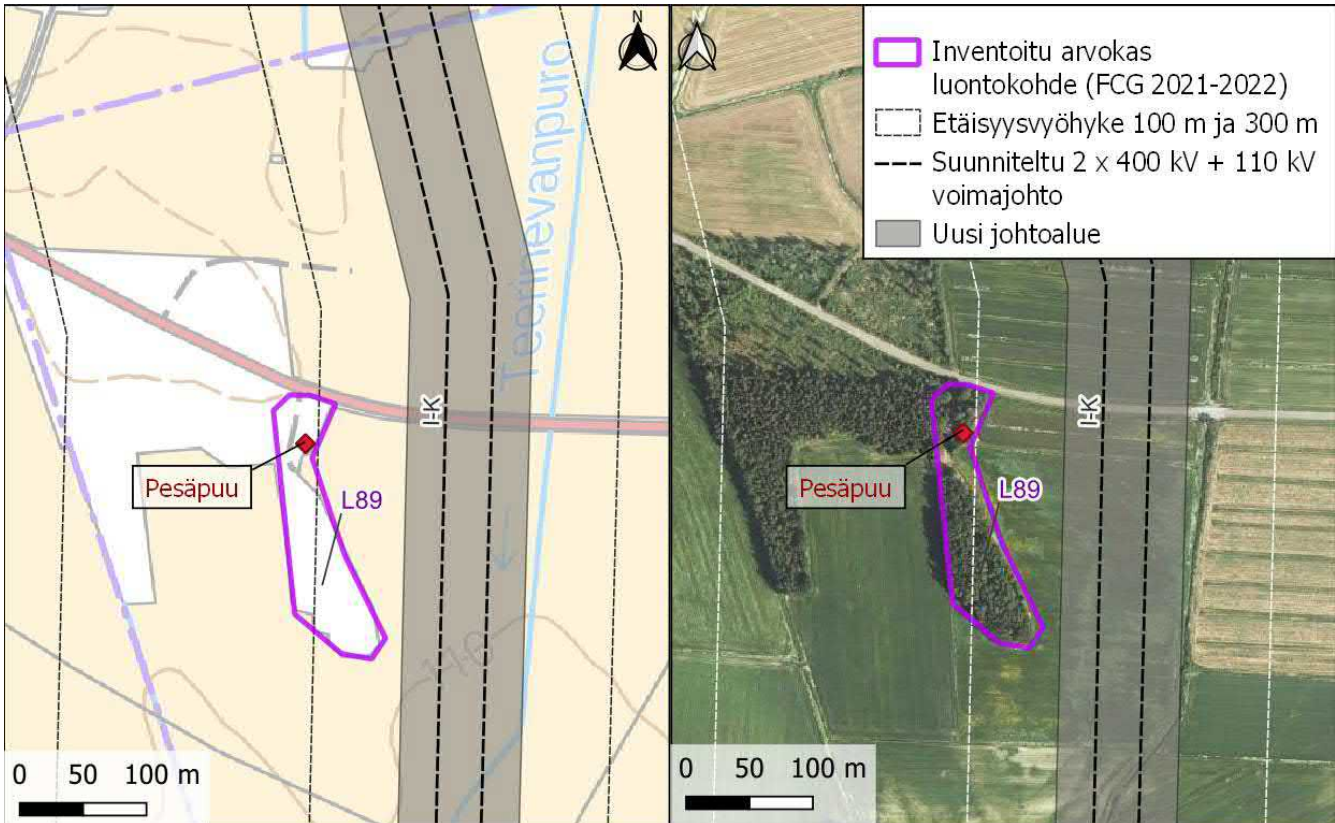 N
Teerinevanpuro
I-K
Pesäpuu
L89
110
0 50 100 m
Inventoitu arvokas
luontokohde (FCG 2021-2022)
Etäisyysvyöhyke 100 m ja 300 m
Suunniteltu 2 x 400 kV + 110 kV
voimajohto
Uusi johtoalue
I-K
Pesäpuu
L89
0 50 100 m